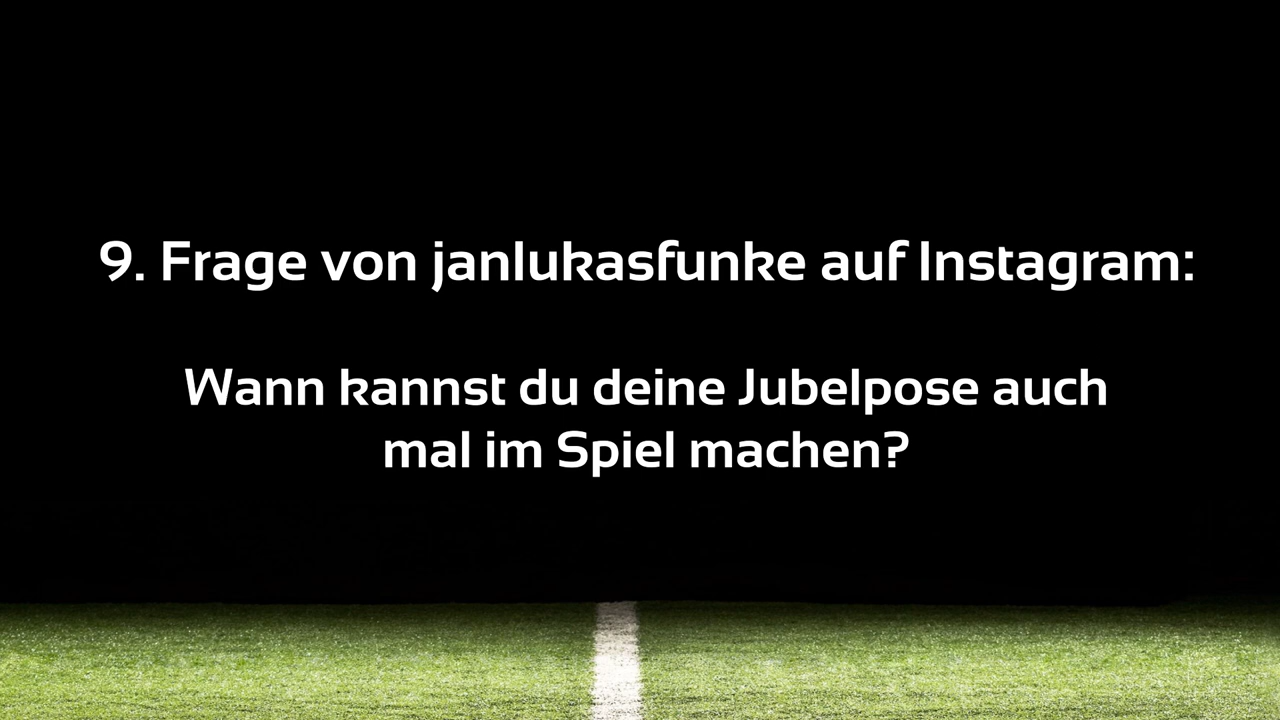 9. Frage von janlukasfunke auf Instagram:
Wann kannst du deine Jubelpose auch
mal im Spiel machen?